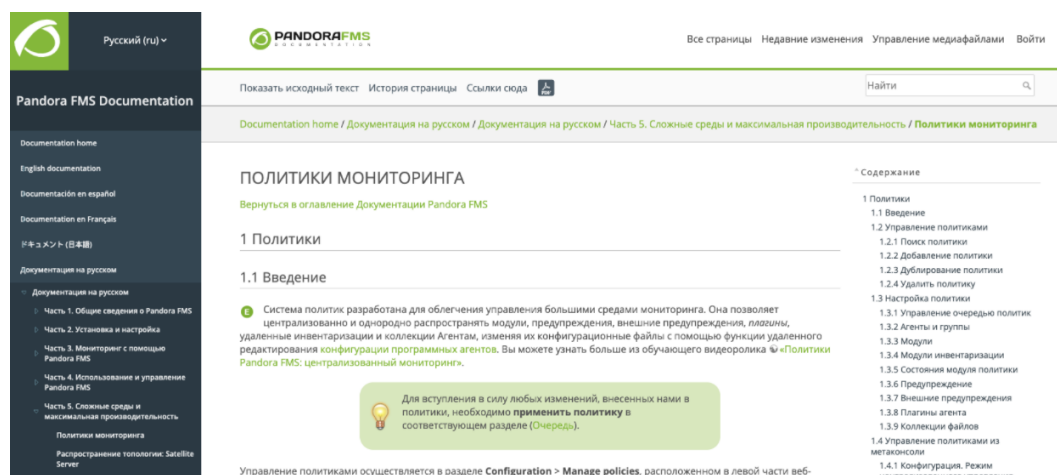 Русский (ru)
PANDORAFMS
DOCUMENTATION
Все страницы Недавние изменения Управление медиафайлами Войти
Pandora FMS Documentation
Показать исходный текст История страницы Ссылки сюда
Найти
Documentation home / Документация на русском / Документация на русском / Часть 5. Сложные среды и максимальная производительность / Политики мониторинга
Documentation home
English documentation
Documentación en español
Documentation en Français
ドキュメント (日本語)
Документация на русском
Документация на русском
Часть 1. Общие сведения о Pandora FMS
Часть 2. Установка и настройка
Часть 3. Мониторинг с помощью
Pandora FMS
Часть 4. Использование и управление
Pandora FMS
Часть 5. Сложные среды и
максимальная производительность
Политики мониторинга
Распространение топологии: Satellite
Server
ПОЛИТИКИ МОНИТОРИНГА
Вернуться в оглавление Документации Pandora FMS
1 Политики
1.1 Введение
E Система политик разработана для облегчения управления большими средами мониторинга. Она позволяет
централизованно и однородно распространять модули, предупреждения, внешние предупреждения, плагины,
удаленные инвентаризации и коллекции Агентам, изменяя их конфигурационные файлы с помощью функции удаленного
редактирования конфигурации программных агентов. Вы можете узнать больше из обучающего видеоролика «Политики
Pandora FMS: централизованный мониторинг».
Для вступления в силу любых изменений, внесенных нами в
политики, необходимо применить политику в
соответствующем разделе (Очередь).
Управление политиками осуществляется в разделе Configuration > Manage policies, расположенном в левой части веб-
Содержание
1 Политики
1.1 Введение
1.2 Управление политиками
1.2.1 Поиск политики
1.2.2 Добавление политики
1.2.3 Дублирование политики
1.2.4 Удалить политику
1.3 Настройка политики
1.3.1 Управление очередью политик
1.3.2 Агенты и группы
1.3.3 Модули
1.3.4 Модули инвентаризации
1.3.5 Состояния модуля политики
1.3.6 Предупреждение
1.3.7 Внешние предупреждения
1.3.8 Плагины агента
1.3.9 Коллекции файлов
1.4 Управление политиками из
метаконсоли
1.4.1 Конфигурация. Режим